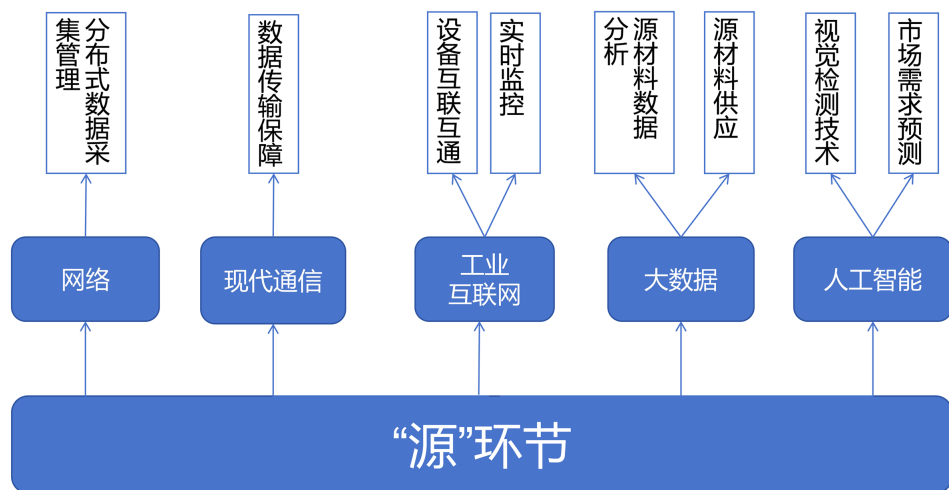 分布式数据采
集管理
数据传输保障
设备互联互通
实时监控
源材料数据
分析
源材料供应
视觉检测技术
市场需求预测
网络
现代通信
工业
互联网
大数据
人工智能
“源”环节